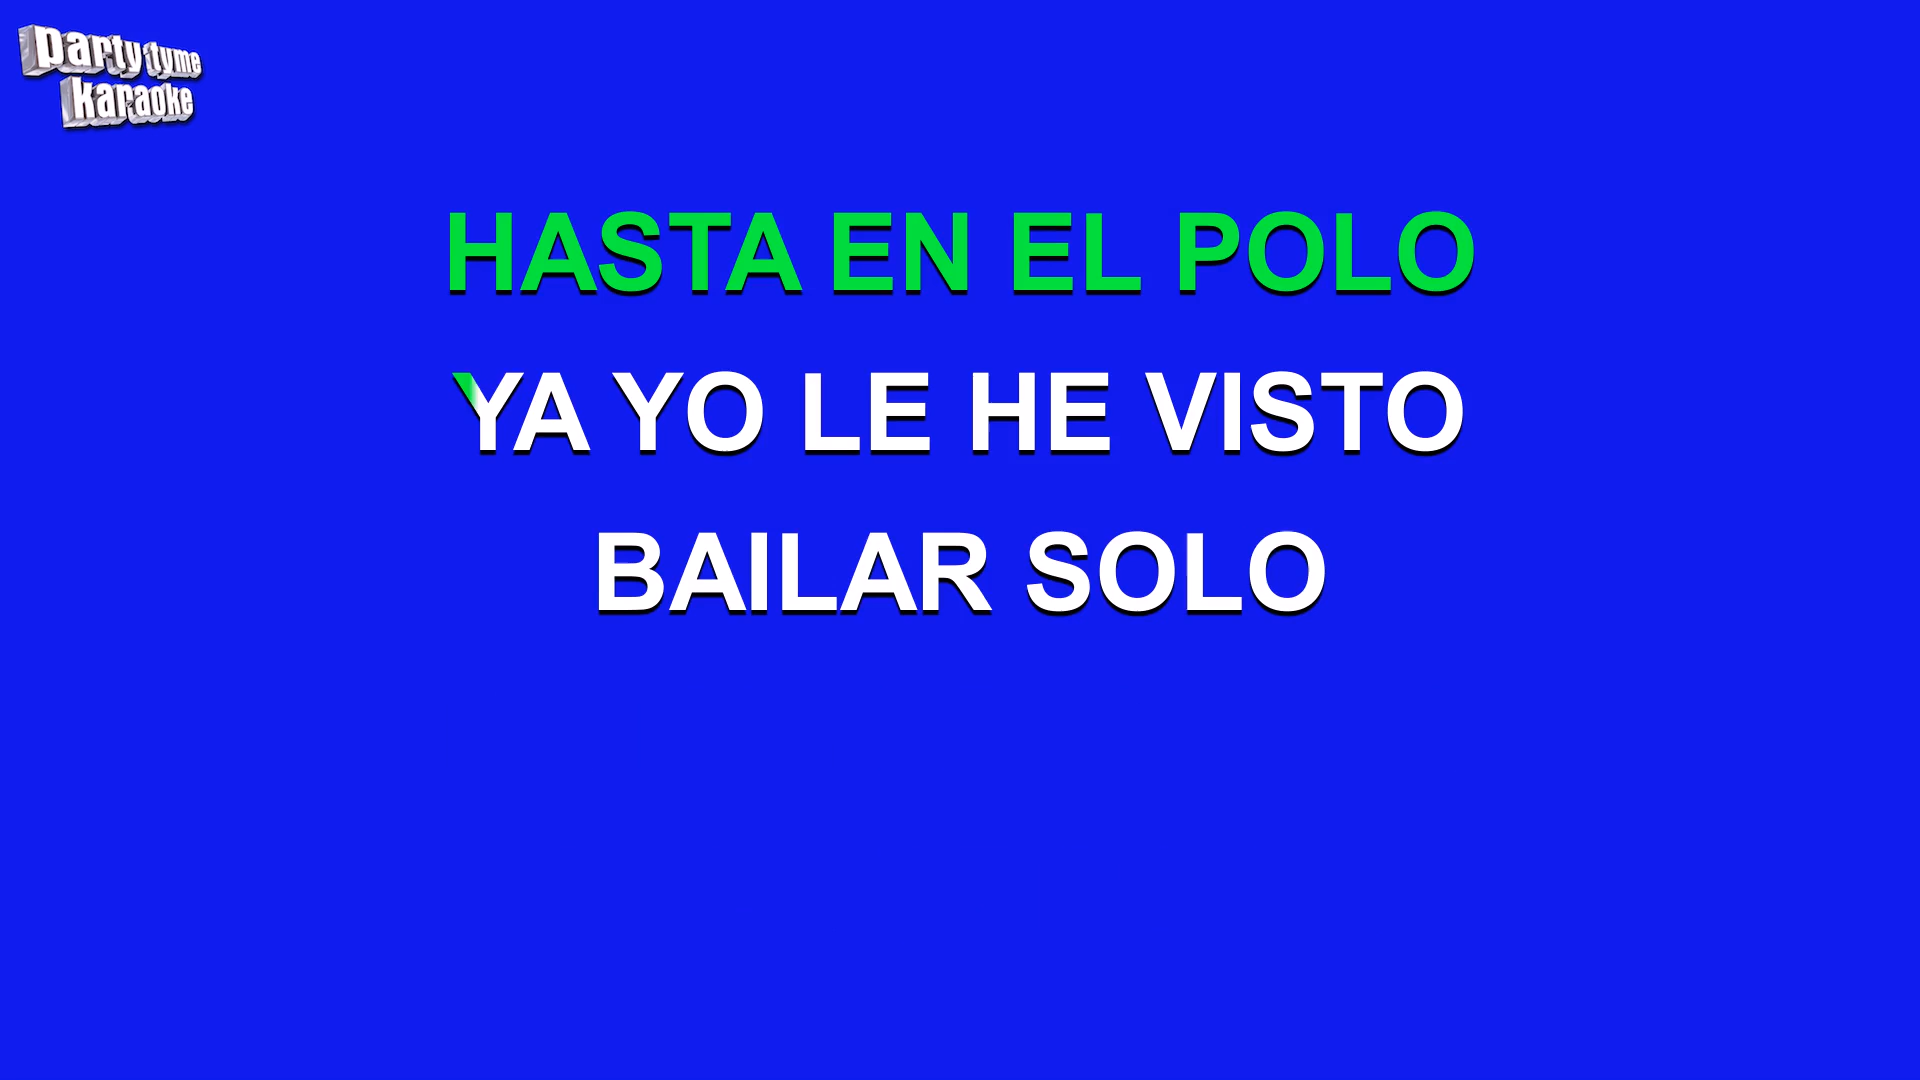 party tyme
karaoke
HASTA EN EL POLO
YA YO LE HE VISTO
BAILAR SOLO